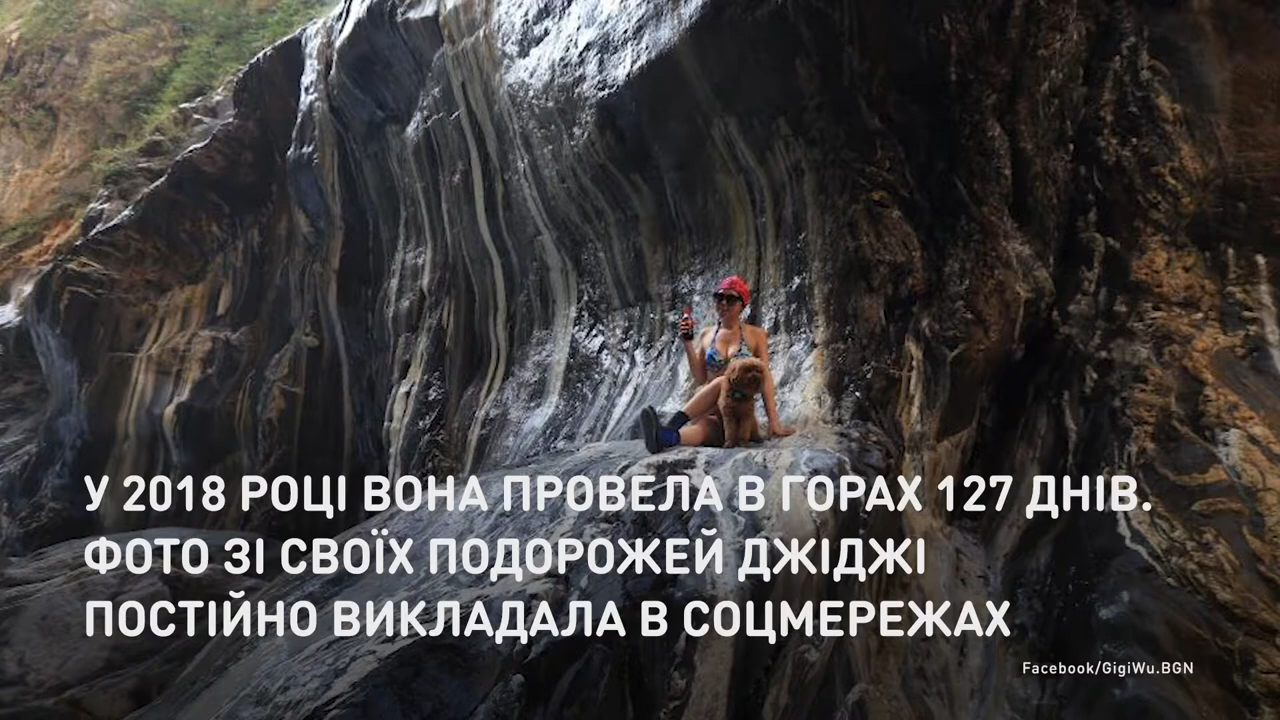 У 2018 РОЦІ ВОНА ПРОВЕЛА В ГОРАХ 127 ДНІВ.
ФОТО ЗІ СВОЇХ ПОДОРОЖЕЙ ДЖІДЖІ
ПОСТІЙНО ВИКЛАДАЛА В СОЦМЕРЕЖАХ
Facebook/GigiWu.BGN